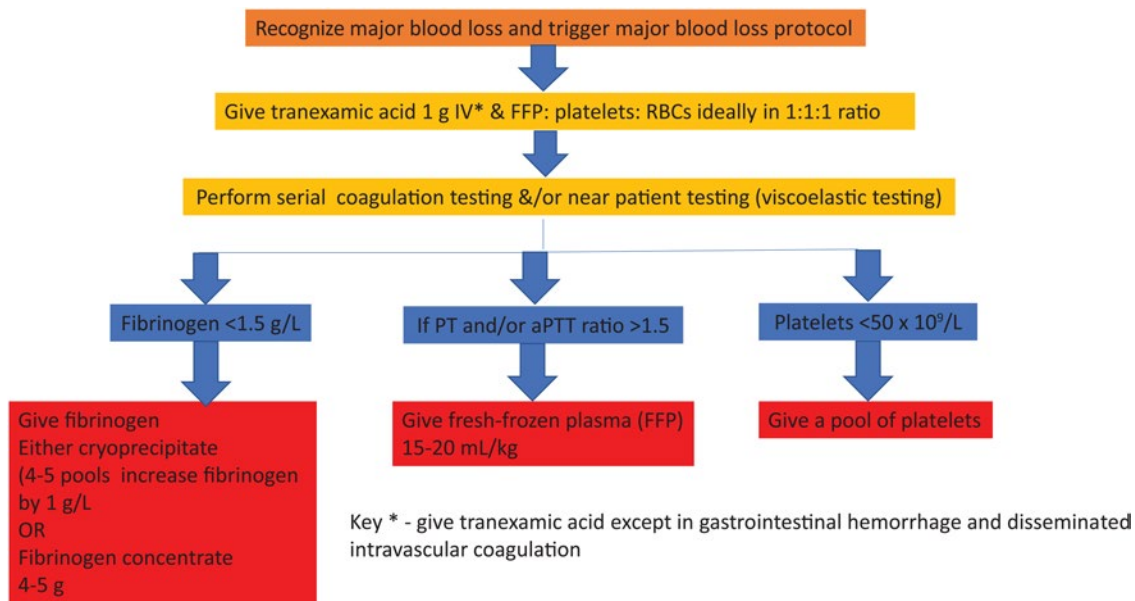 Recognize major blood loss and trigger major blood loss protocol
Give tranexamic acid 1 g IV* & FFP: platelets: RBCs ideally in 1:1:1 ratio
Perform serial coagulation testing &/or near patient testing (viscoelastic testing)
Fibrinogen <1.5 g/L
If PT and/or aPTT ratio >1.5
Platelets <50 x 10⁹/L
Give fibrinogen
Either cryoprecipitate
(4-5 pools increase fibrinogen
by 1 g/L
OR
Fibrinogen concentrate
4-5 g
Give fresh-frozen plasma (FFP)
15-20 mL/kg
Give a pool of platelets
Key * - give tranexamic acid except in gastrointestinal hemorrhage and disseminated
intravascular coagulation